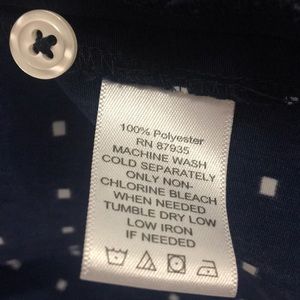 100% Polyester
RN 87935
MACHINE WASH
COLD SEPARATELY
ONLY NON-
CHLORINE BLEACH
WHEN NEEDED
TUMBLE DRY LOW
LOW IRON
IF NEEDED